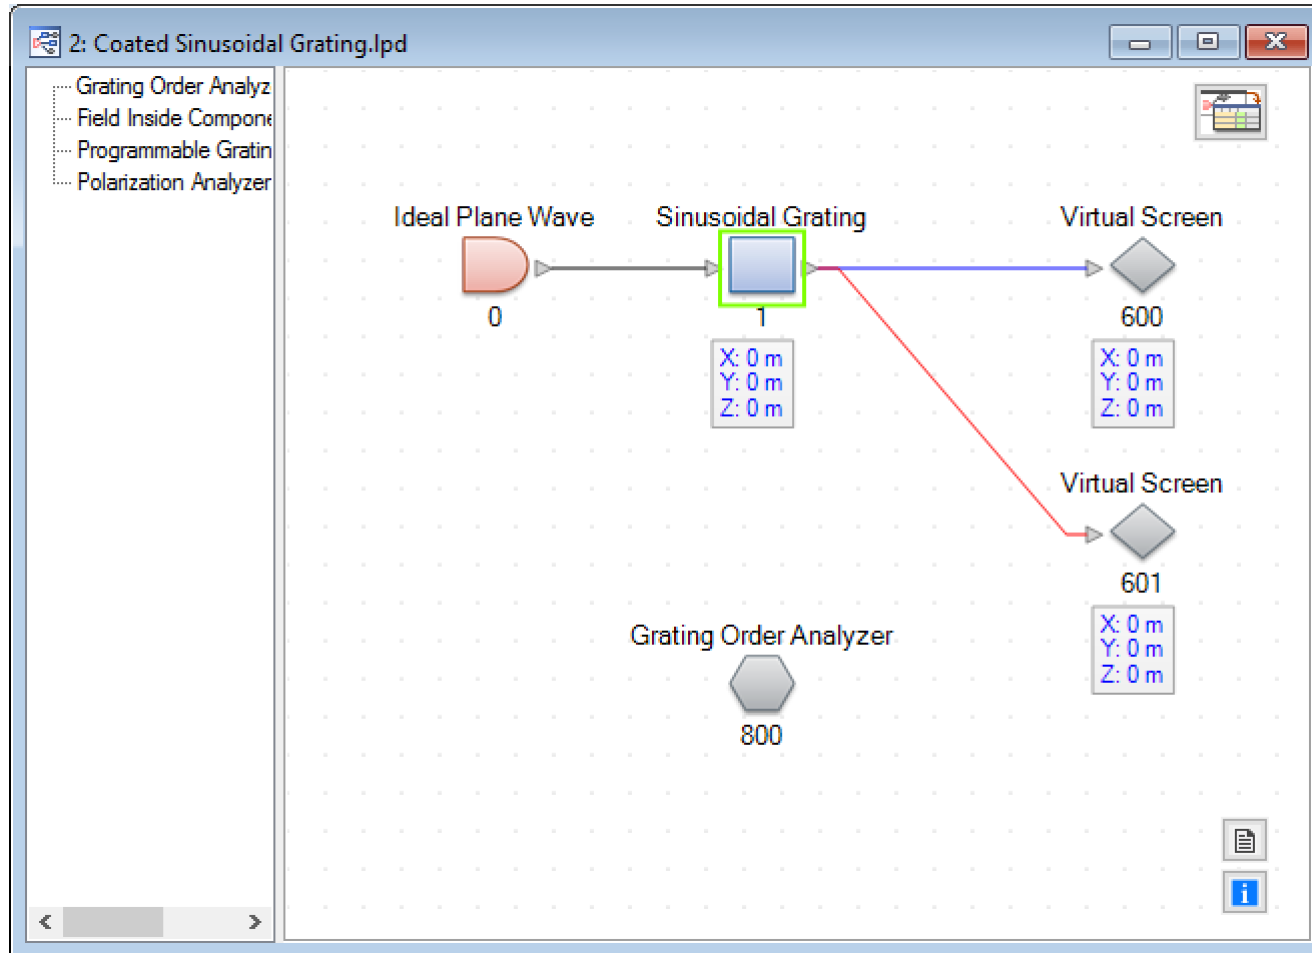 2: Coated Sinusoidal Grating.lpd
Grating Order Analyz
Field Inside Compone
Programmable Gratin
Polarization Analyzer
Ideal Plane Wave
0
Sinusoidal Grating
1
X: 0 m
Y: 0 m
Z: 0 m
Virtual Screen
600
X: 0 m
Y: 0 m
Z: 0 m
Virtual Screen
601
X: 0 m
Y: 0 m
Z: 0 m
Grating Order Analyzer
800